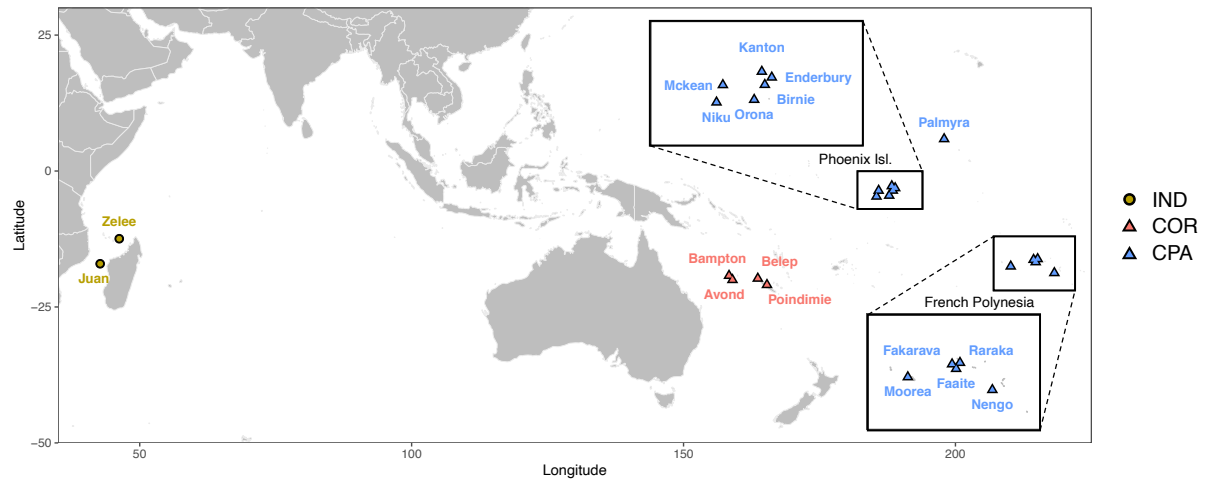 25
0
−25
−50
50
100
150
200
Latitude
Longitude
Zelee
Juan
Bampton
Belep
Avond
Poindimie
Kanton
Mckean
Enderbury
Birnie
Niku
Orona
Palmyra
Phoenix Isl.
French Polynesia
Fakarava
Raraka
Faaite
Moorea
Nengo
IND
COR
CPA